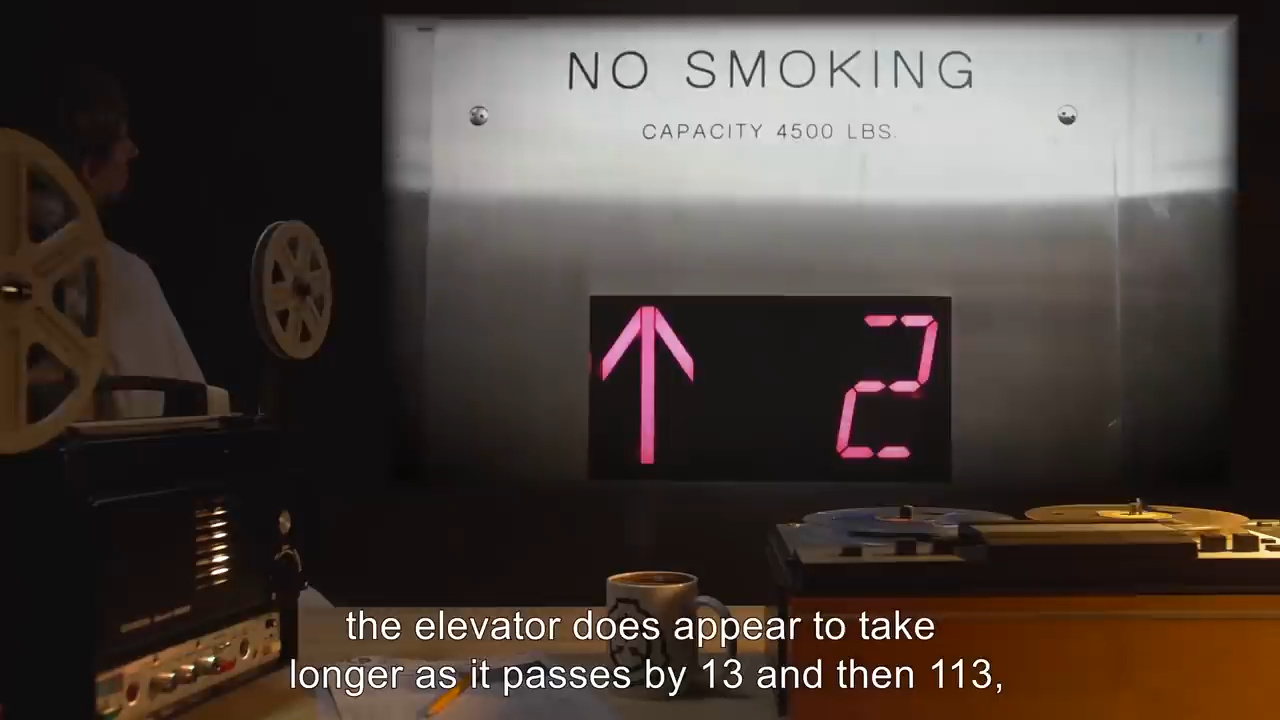 NO SMOKING
CAPACITY 4500 LBS.
2
the elevator does appear to take
longer as it passes by 13 and then 113,